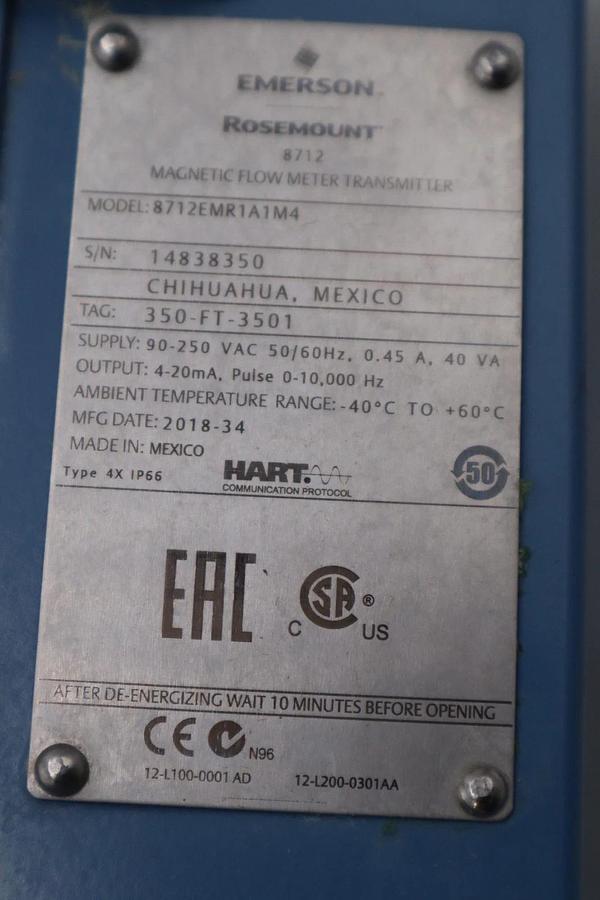 EMERSON
ROSEMOUNT
8712
MAGNETIC FLOW METER TRANSMITTER
MODEL: 8712EMR1A1M4
S/N: 14838350
CHIHUAHUA, MEXICO
TAG: 350-FT-3501
SUPPLY: 90-250 VAC 50/60Hz, 0.45 A, 40 VA
OUTPUT: 4-20mA, Pulse 0-10,000 Hz
AMBIENT TEMPERATURE RANGE: -40°C TO +60°C
MFG DATE: 2018-34
MADE IN: MEXICO
Type 4X IP66
HART
COMMUNICATION PROTOCOL
50
EAC
C SA ® US
AFTER DE-ENERGIZING WAIT 10 MINUTES BEFORE OPENING
CE N96
12-L100-0001 AD 12-L200-0301AA